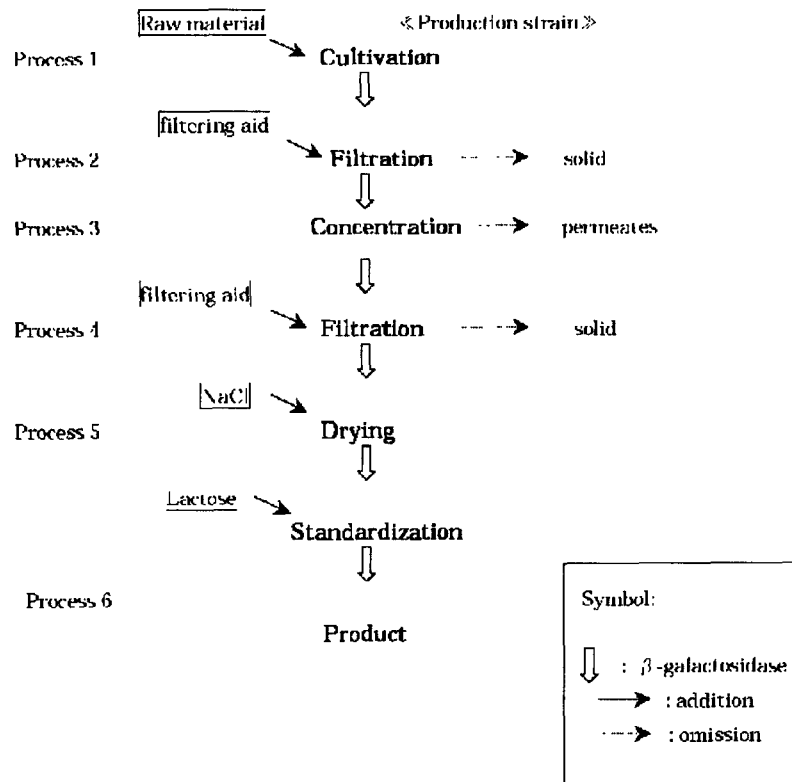 Raw material
≪Production strain≫
Process 1
Cultivation
filtering aid
Process 2
Filtration
solid
Process 3
Concentration
permeates
filtering aid
Process 4
Filtration
solid
NaCl
Process 5
Drying
Lactose
Standardization
Process 6
Product
Symbol:
: β-galactosidase
: addition
: omission